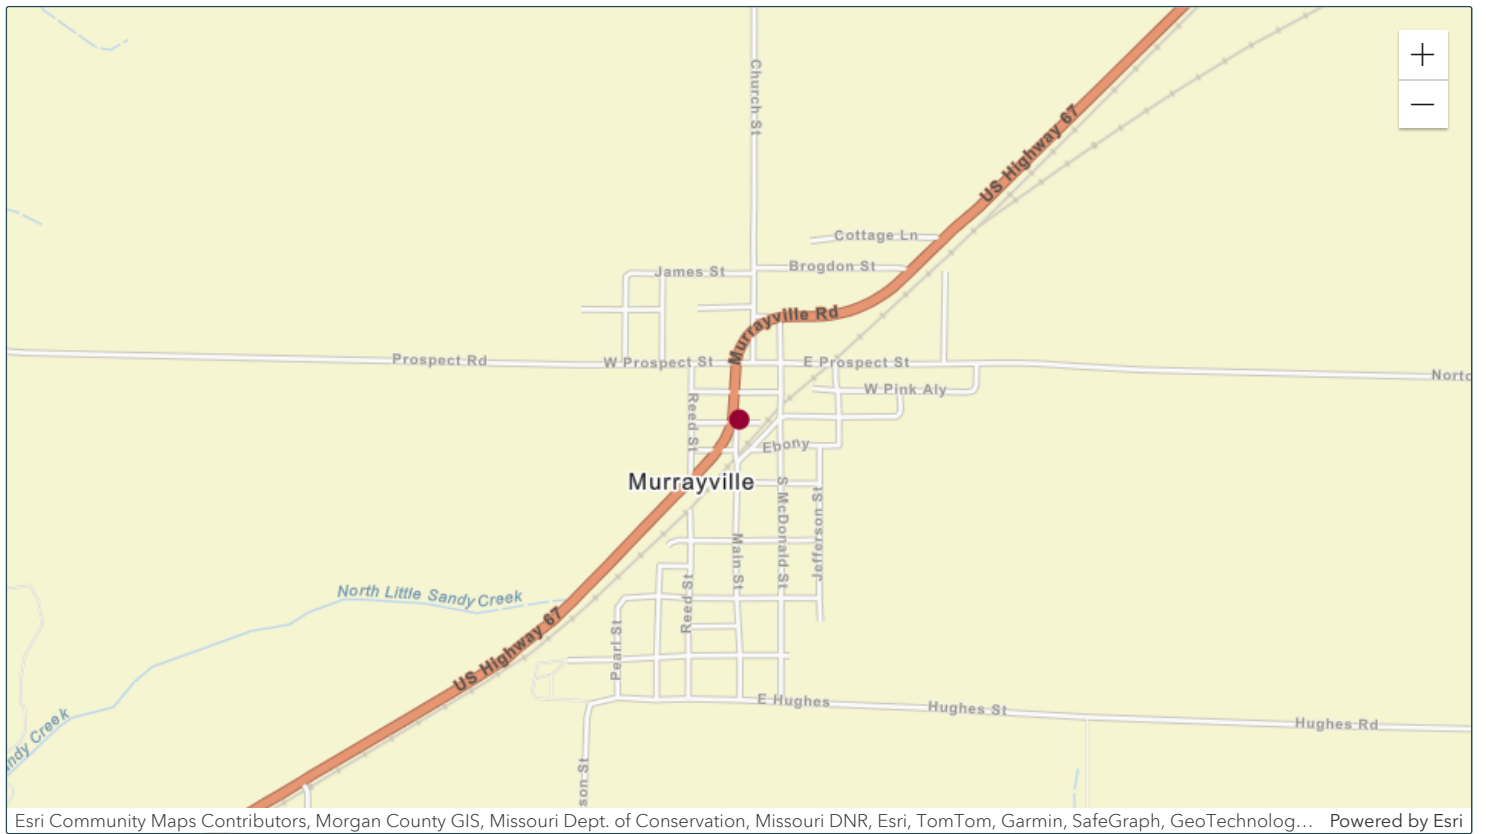 Church St
US Highway 67
Cottage Ln
Brogdon St
James St
Murrayville Rd
Prospect Rd
W Prospect St
E Prospect St
Norto
W Pink Aly
Reed St
Ebony
Murrayville
S McDonald St
Jefferson St
Main St
North Little Sandy Creek
Reed St
US Highway 67
Pearl St
E Hughes
Hughes St
Hughes Rd
ndy Creek
son St
Esri Community Maps Contributors, Morgan County GIS, Missouri Dept. of Conservation, Missouri DNR, Esri, TomTom, Garmin, SafeGraph, GeoTechnolog... Powered by Esri